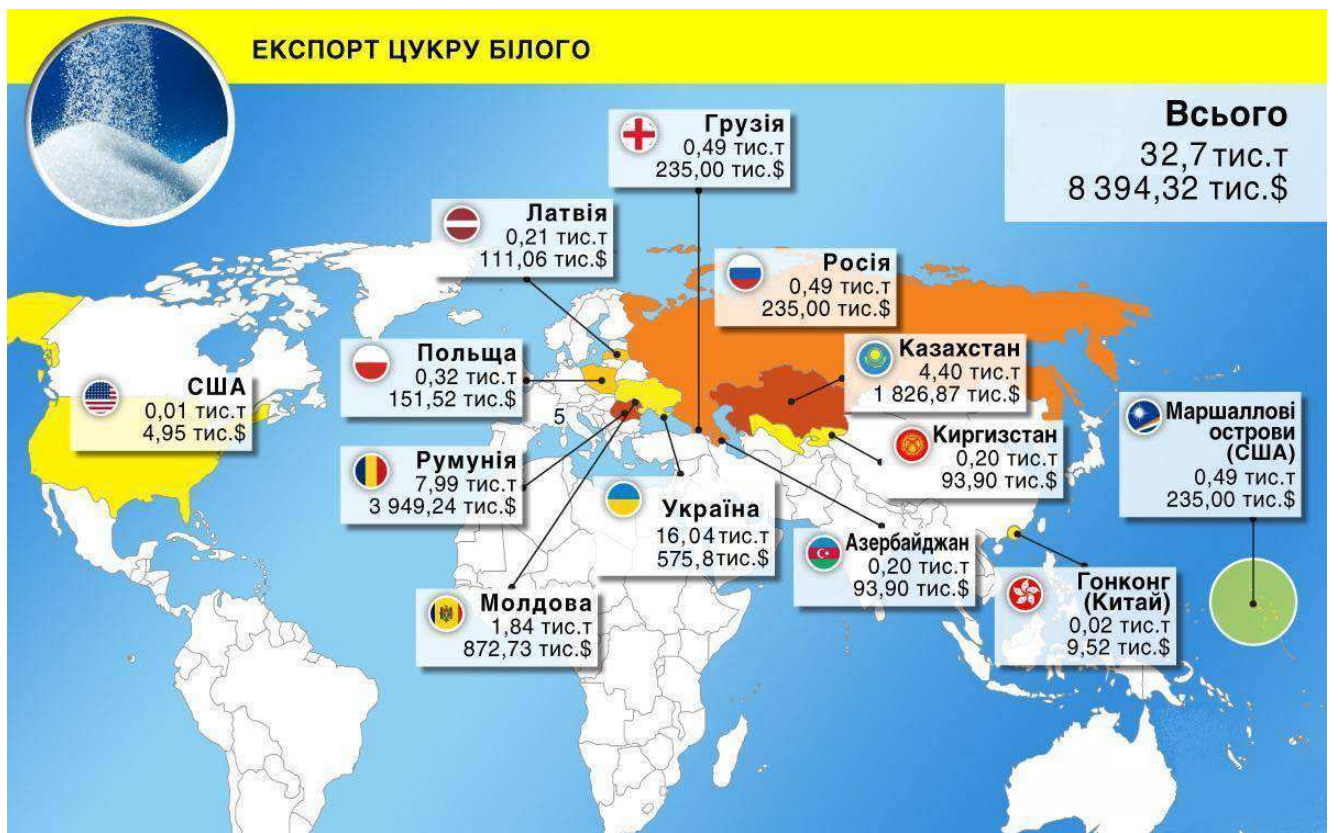 ЕКСПОРТ ЦУКРУ БІЛОГО
Всього
32,7 тис.т
8 394,32 тис.$
Грузія
0,49 тис.т
235,00 тис.$
Латвія
0,21 тис.т
111,06 тис.$
Росія
0,49 тис.т
235,00 тис.$
Польща
0,32 тис.т
151,52 тис.$
Казахстан
4,40 тис.т
1 826,87 тис.$
США
0,01 тис.т
4,95 тис.$
5
Маршаллові
острови
(США)
0,49 тис.т
235,00 тис.$
Киргизстан
0,20 тис.т
93,90 тис.$
Румунія
7,99 тис.т
3 949,24 тис.$
Україна
16,04 тис.т
575,8 тис.$
Азербайджан
0,20 тис.т
93,90 тис.$
Гонконг
(Китай)
0,02 тис.т
9,52 тис.$
Молдова
1,84 тис.т
872,73 тис.$